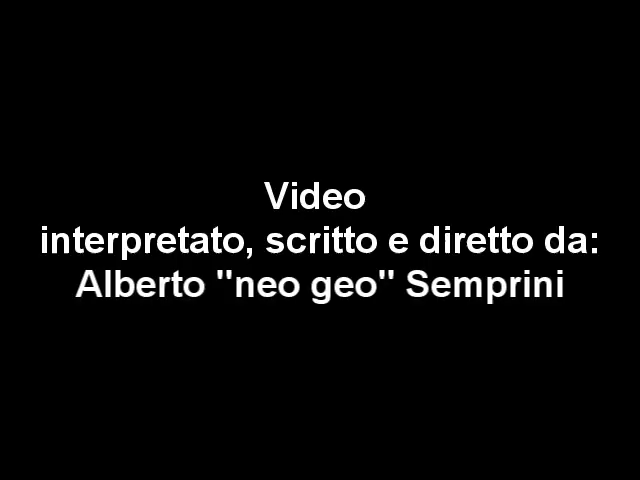 Video
interpretato, scritto e diretto da:
Alberto "neo geo" Semprini